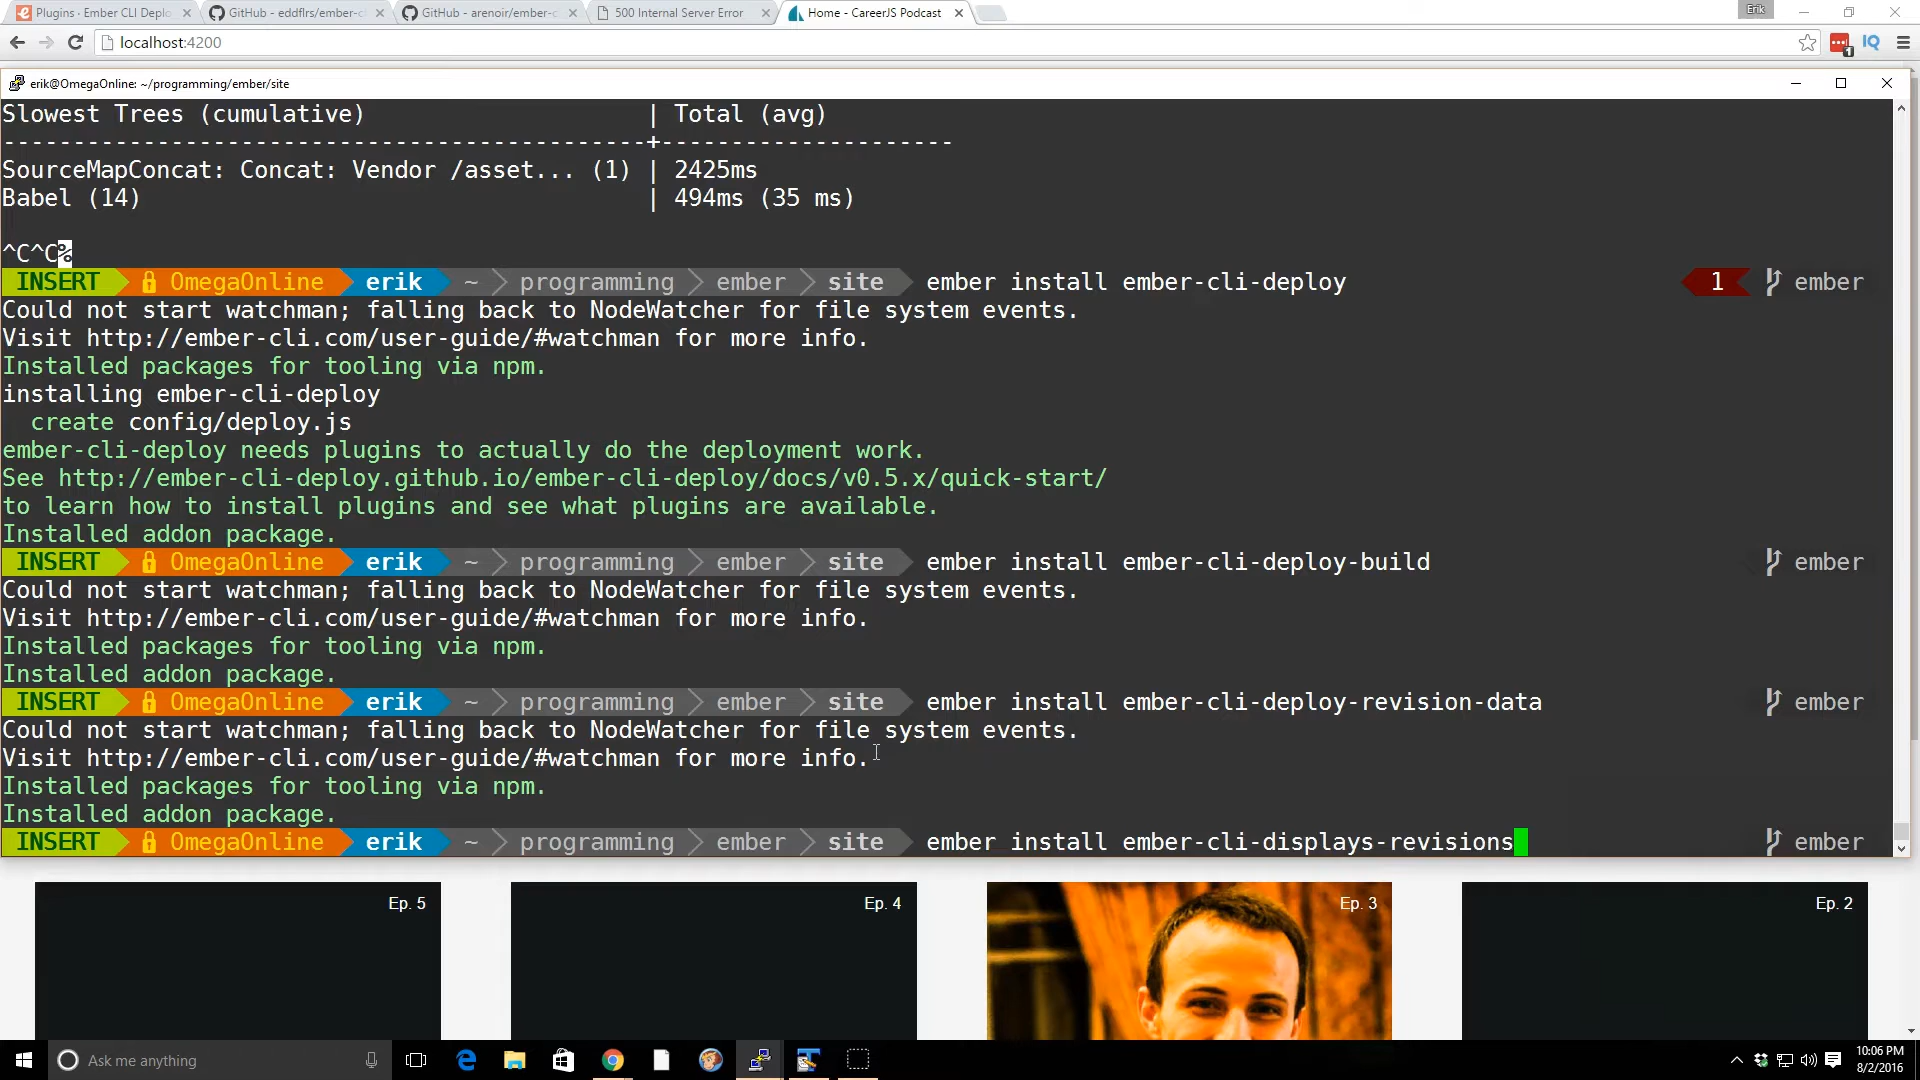 Plugins · Ember CLI Deplo
GitHub - eddflrs/ember-c
GitHub - arenoir/ember-c
500 Internal Server Error
Home - CareerJS Podcast
Erik
localhost:4200
1
IQ
erik@OmegaOnline: ~/programming/ember/site
Slowest Trees (cumulative) | Total (avg)
----------------------------------------------+---------------------
SourceMapConcat: Concat: Vendor /asset... (1) | 2425ms
Babel (14) | 494ms (35 ms)
^C^C%
INSERT OmegaOnline erik ~ programming ember site ember install ember-cli-deploy 1 ember
Could not start watchman; falling back to NodeWatcher for file system events.
Visit http://ember-cli.com/user-guide/#watchman for more info.
Installed packages for tooling via npm.
installing ember-cli-deploy
create config/deploy.js
ember-cli-deploy needs plugins to actually do the deployment work.
See http://ember-cli-deploy.github.io/ember-cli-deploy/docs/v0.5.x/quick-start/
to learn how to install plugins and see what plugins are available.
Installed addon package.
INSERT OmegaOnline erik ~ programming ember site ember install ember-cli-deploy-build ember
Could not start watchman; falling back to NodeWatcher for file system events.
Visit http://ember-cli.com/user-guide/#watchman for more info.
Installed packages for tooling via npm.
Installed addon package.
INSERT OmegaOnline erik ~ programming ember site ember install ember-cli-deploy-revision-data ember
Could not start watchman; falling back to NodeWatcher for file system events.
Visit http://ember-cli.com/user-guide/#watchman for more info.
Installed packages for tooling via npm.
Installed addon package.
INSERT OmegaOnline erik ~ programming ember site ember install ember-cli-displays-revisions ember
Ep. 5
Ep. 4
Ep. 3
Ep. 2
Ask me anything
10:06 PM
8/2/2016